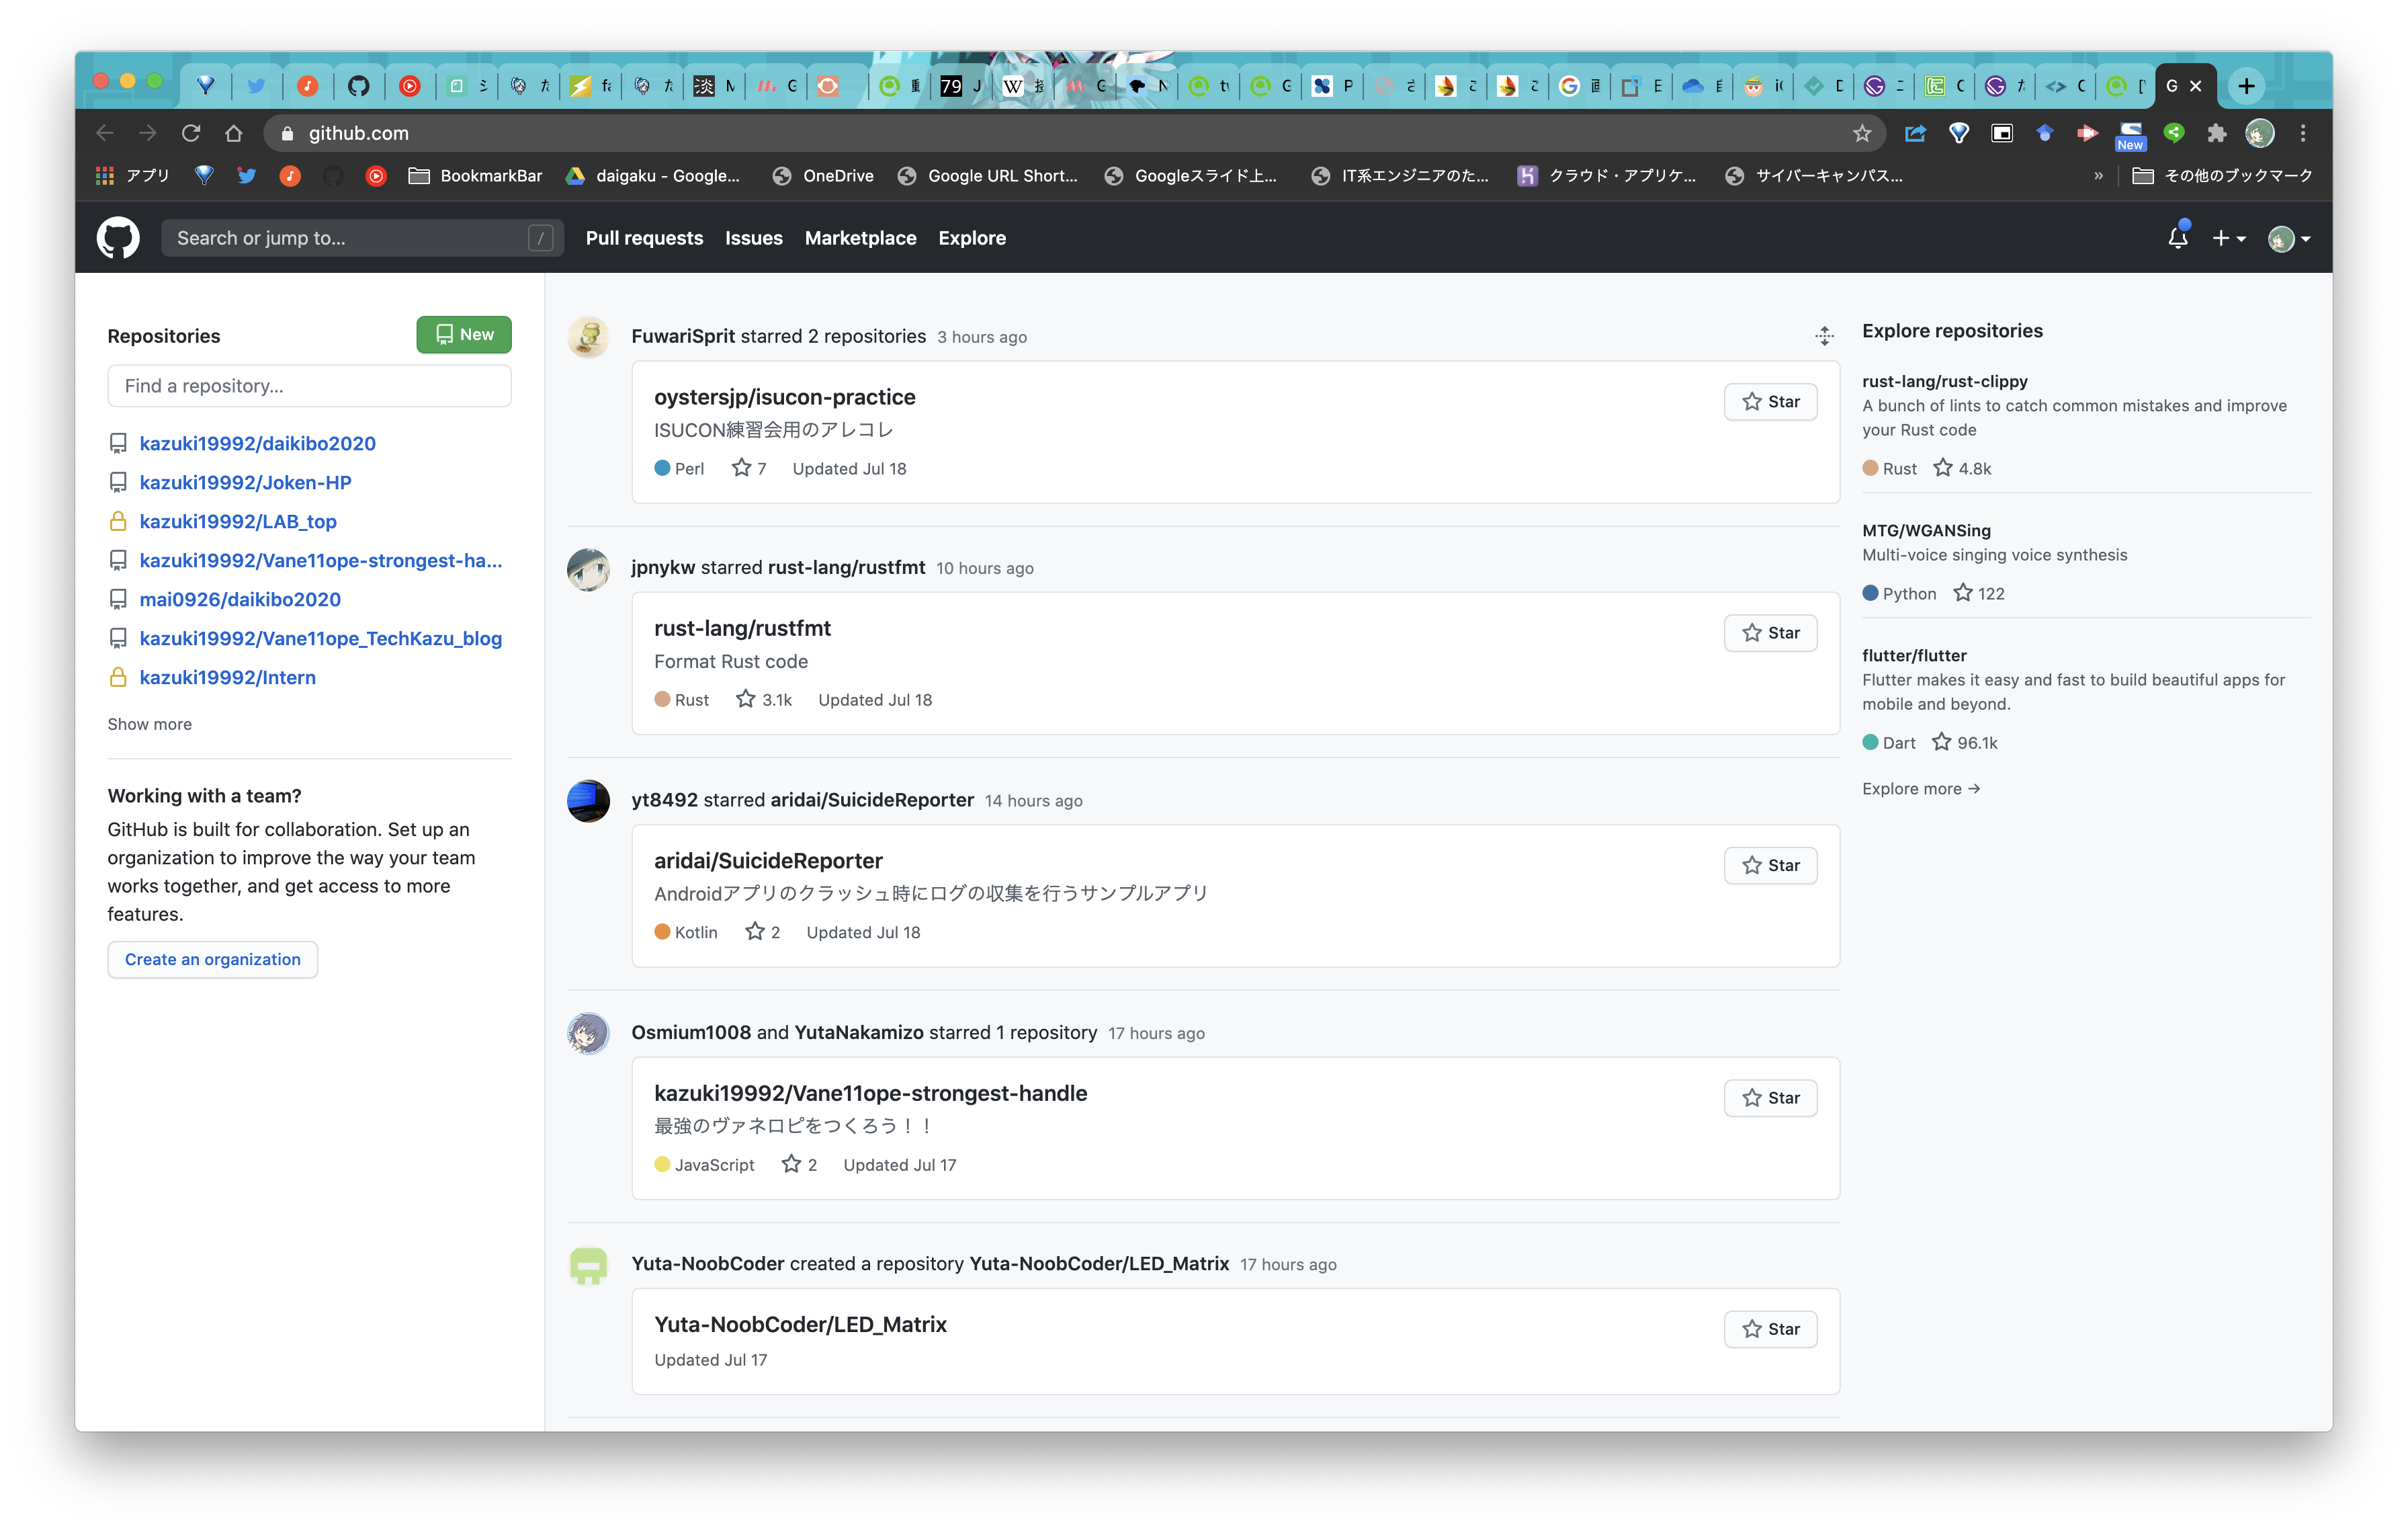 github.com
New
アプリ
BookmarkBar
daigaku - Google...
OneDrive
Google URL Short...
Googleスライド上...
IT系エンジニアのた...
クラウド・アプリケ...
サイバーキャンパス...
»
その他のブックマーク
Search or jump to...
/
Pull requests
Issues
Marketplace
Explore
Repositories
New
Find a repository...
kazuki19992/daikibo2020
kazuki19992/Joken-HP
kazuki19992/LAB_top
kazuki19992/Vane11ope-strongest-ha...
mai0926/daikibo2020
kazuki19992/Vane11ope_TechKazu_blog
kazuki19992/Intern
Show more
Working with a team?
GitHub is built for collaboration. Set up an
organization to improve the way your team
works together, and get access to more
features.
Create an organization
FuwariSprit starred 2 repositories 3 hours ago
oystersjp/isucon-practice
Star
ISUCON練習会用のアレコレ
Perl 7 Updated Jul 18
jpnykw starred rust-lang/rustfmt 10 hours ago
rust-lang/rustfmt
Star
Format Rust code
Rust 3.1k Updated Jul 18
yt8492 starred aridai/SuicideReporter 14 hours ago
aridai/SuicideReporter
Star
Androidアプリのクラッシュ時にログの収集を行うサンプルアプリ
Kotlin 2 Updated Jul 18
Osmium1008 and YutaNakamizo starred 1 repository 17 hours ago
kazuki19992/Vane11ope-strongest-handle
Star
最強のヴァネロピをつくろう！！
JavaScript 2 Updated Jul 17
Yuta-NoobCoder created a repository Yuta-NoobCoder/LED_Matrix 17 hours ago
Yuta-NoobCoder/LED_Matrix
Star
Updated Jul 17
Explore repositories
rust-lang/rust-clippy
A bunch of lints to catch common mistakes and improve
your Rust code
Rust 4.8k
MTG/WGANSing
Multi-voice singing voice synthesis
Python 122
flutter/flutter
Flutter makes it easy and fast to build beautiful apps for
mobile and beyond.
Dart 96.1k
Explore more →